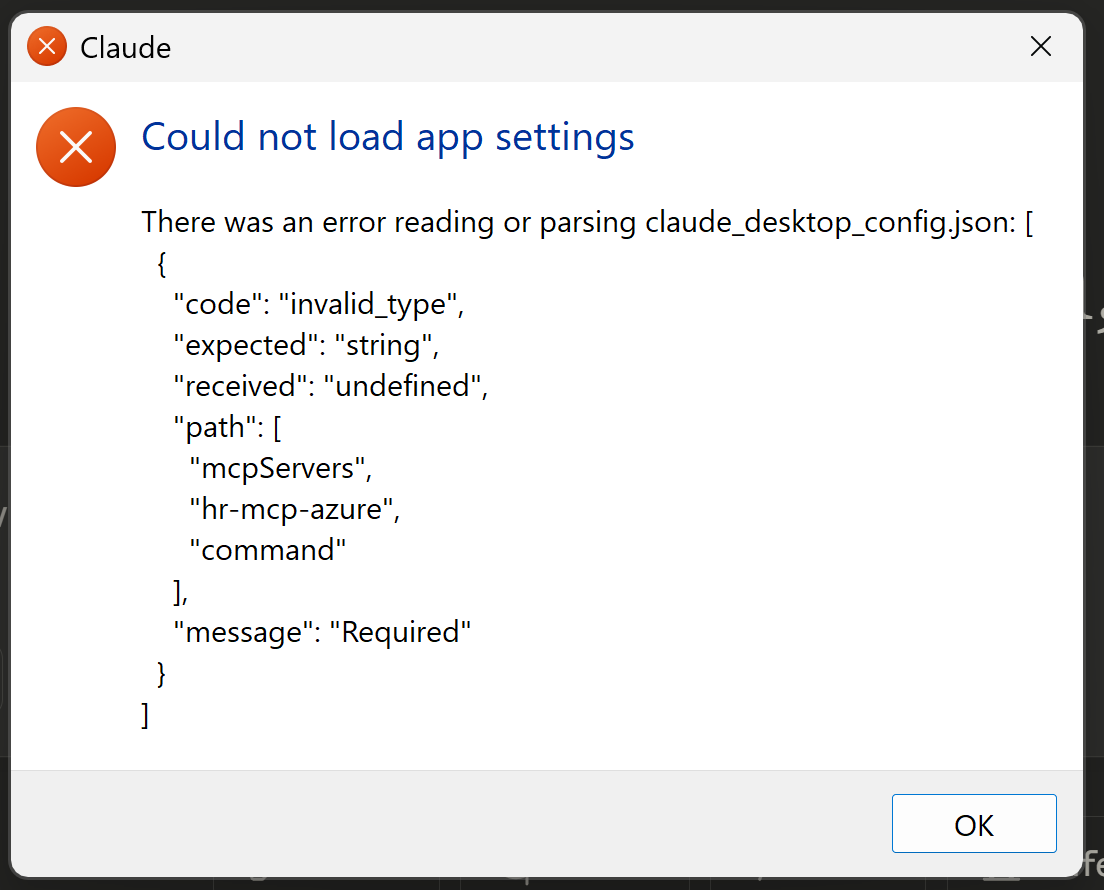 Claude
Could not load app settings
There was an error reading or parsing claude_desktop_config.json: [
{
"code": "invalid_type",
"expected": "string",
"received": "undefined",
"path": [
"mcpServers",
"hr-mcp-azure",
"command"
],
"message": "Required"
}
]
OK